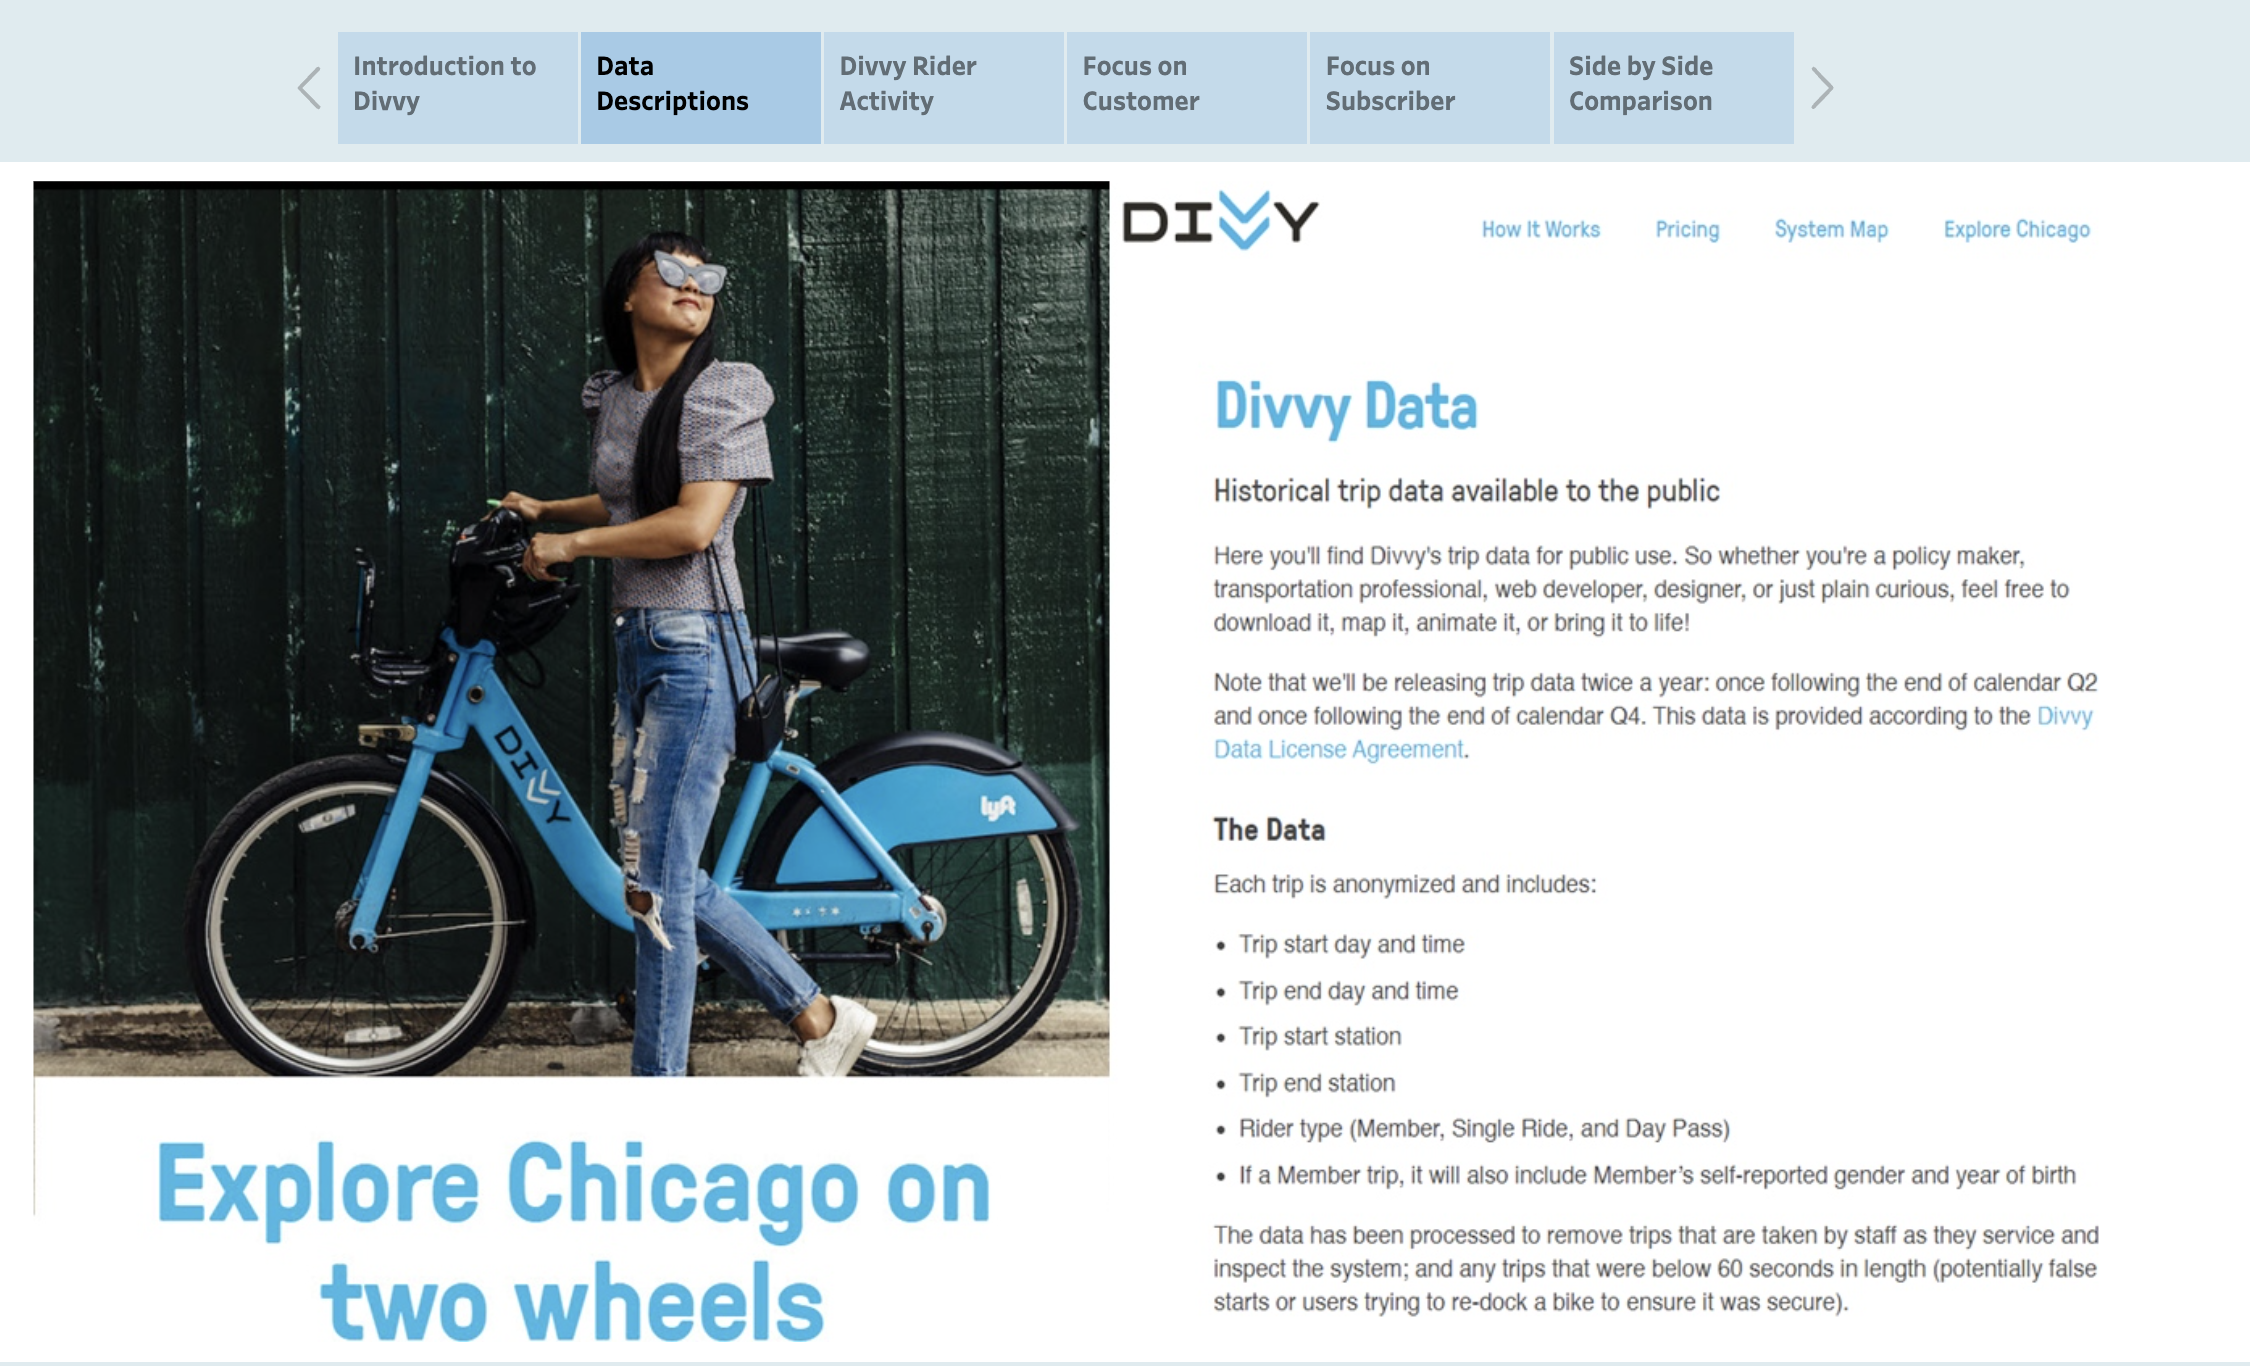 Introduction to
Divvy
Data
Descriptions
Divvy Rider
Activity
Focus on
Customer
Focus on
Subscriber
Side by Side
Comparison
DIVVY
How It Works
Pricing
System Map
Explore Chicago
DIVVY
lyft
Explore Chicago on
two wheels
Divvy Data
Historical trip data available to the public
Here you'll find Divvy's trip data for public use. So whether you're a policy maker,
transportation professional, web developer, designer, or just plain curious, feel free to
download it, map it, animate it, or bring it to life!
Note that we'll be releasing trip data twice a year: once following the end of calendar Q2
and once following the end of calendar Q4. This data is provided according to the Divvy
Data License Agreement.
The Data
Each trip is anonymized and includes:
• Trip start day and time
• Trip end day and time
• Trip start station
• Trip end station
• Rider type (Member, Single Ride, and Day Pass)
• If a Member trip, it will also include Member’s self-reported gender and year of birth
The data has been processed to remove trips that are taken by staff as they service and
inspect the system; and any trips that were below 60 seconds in length (potentially false
starts or users trying to re-dock a bike to ensure it was secure).